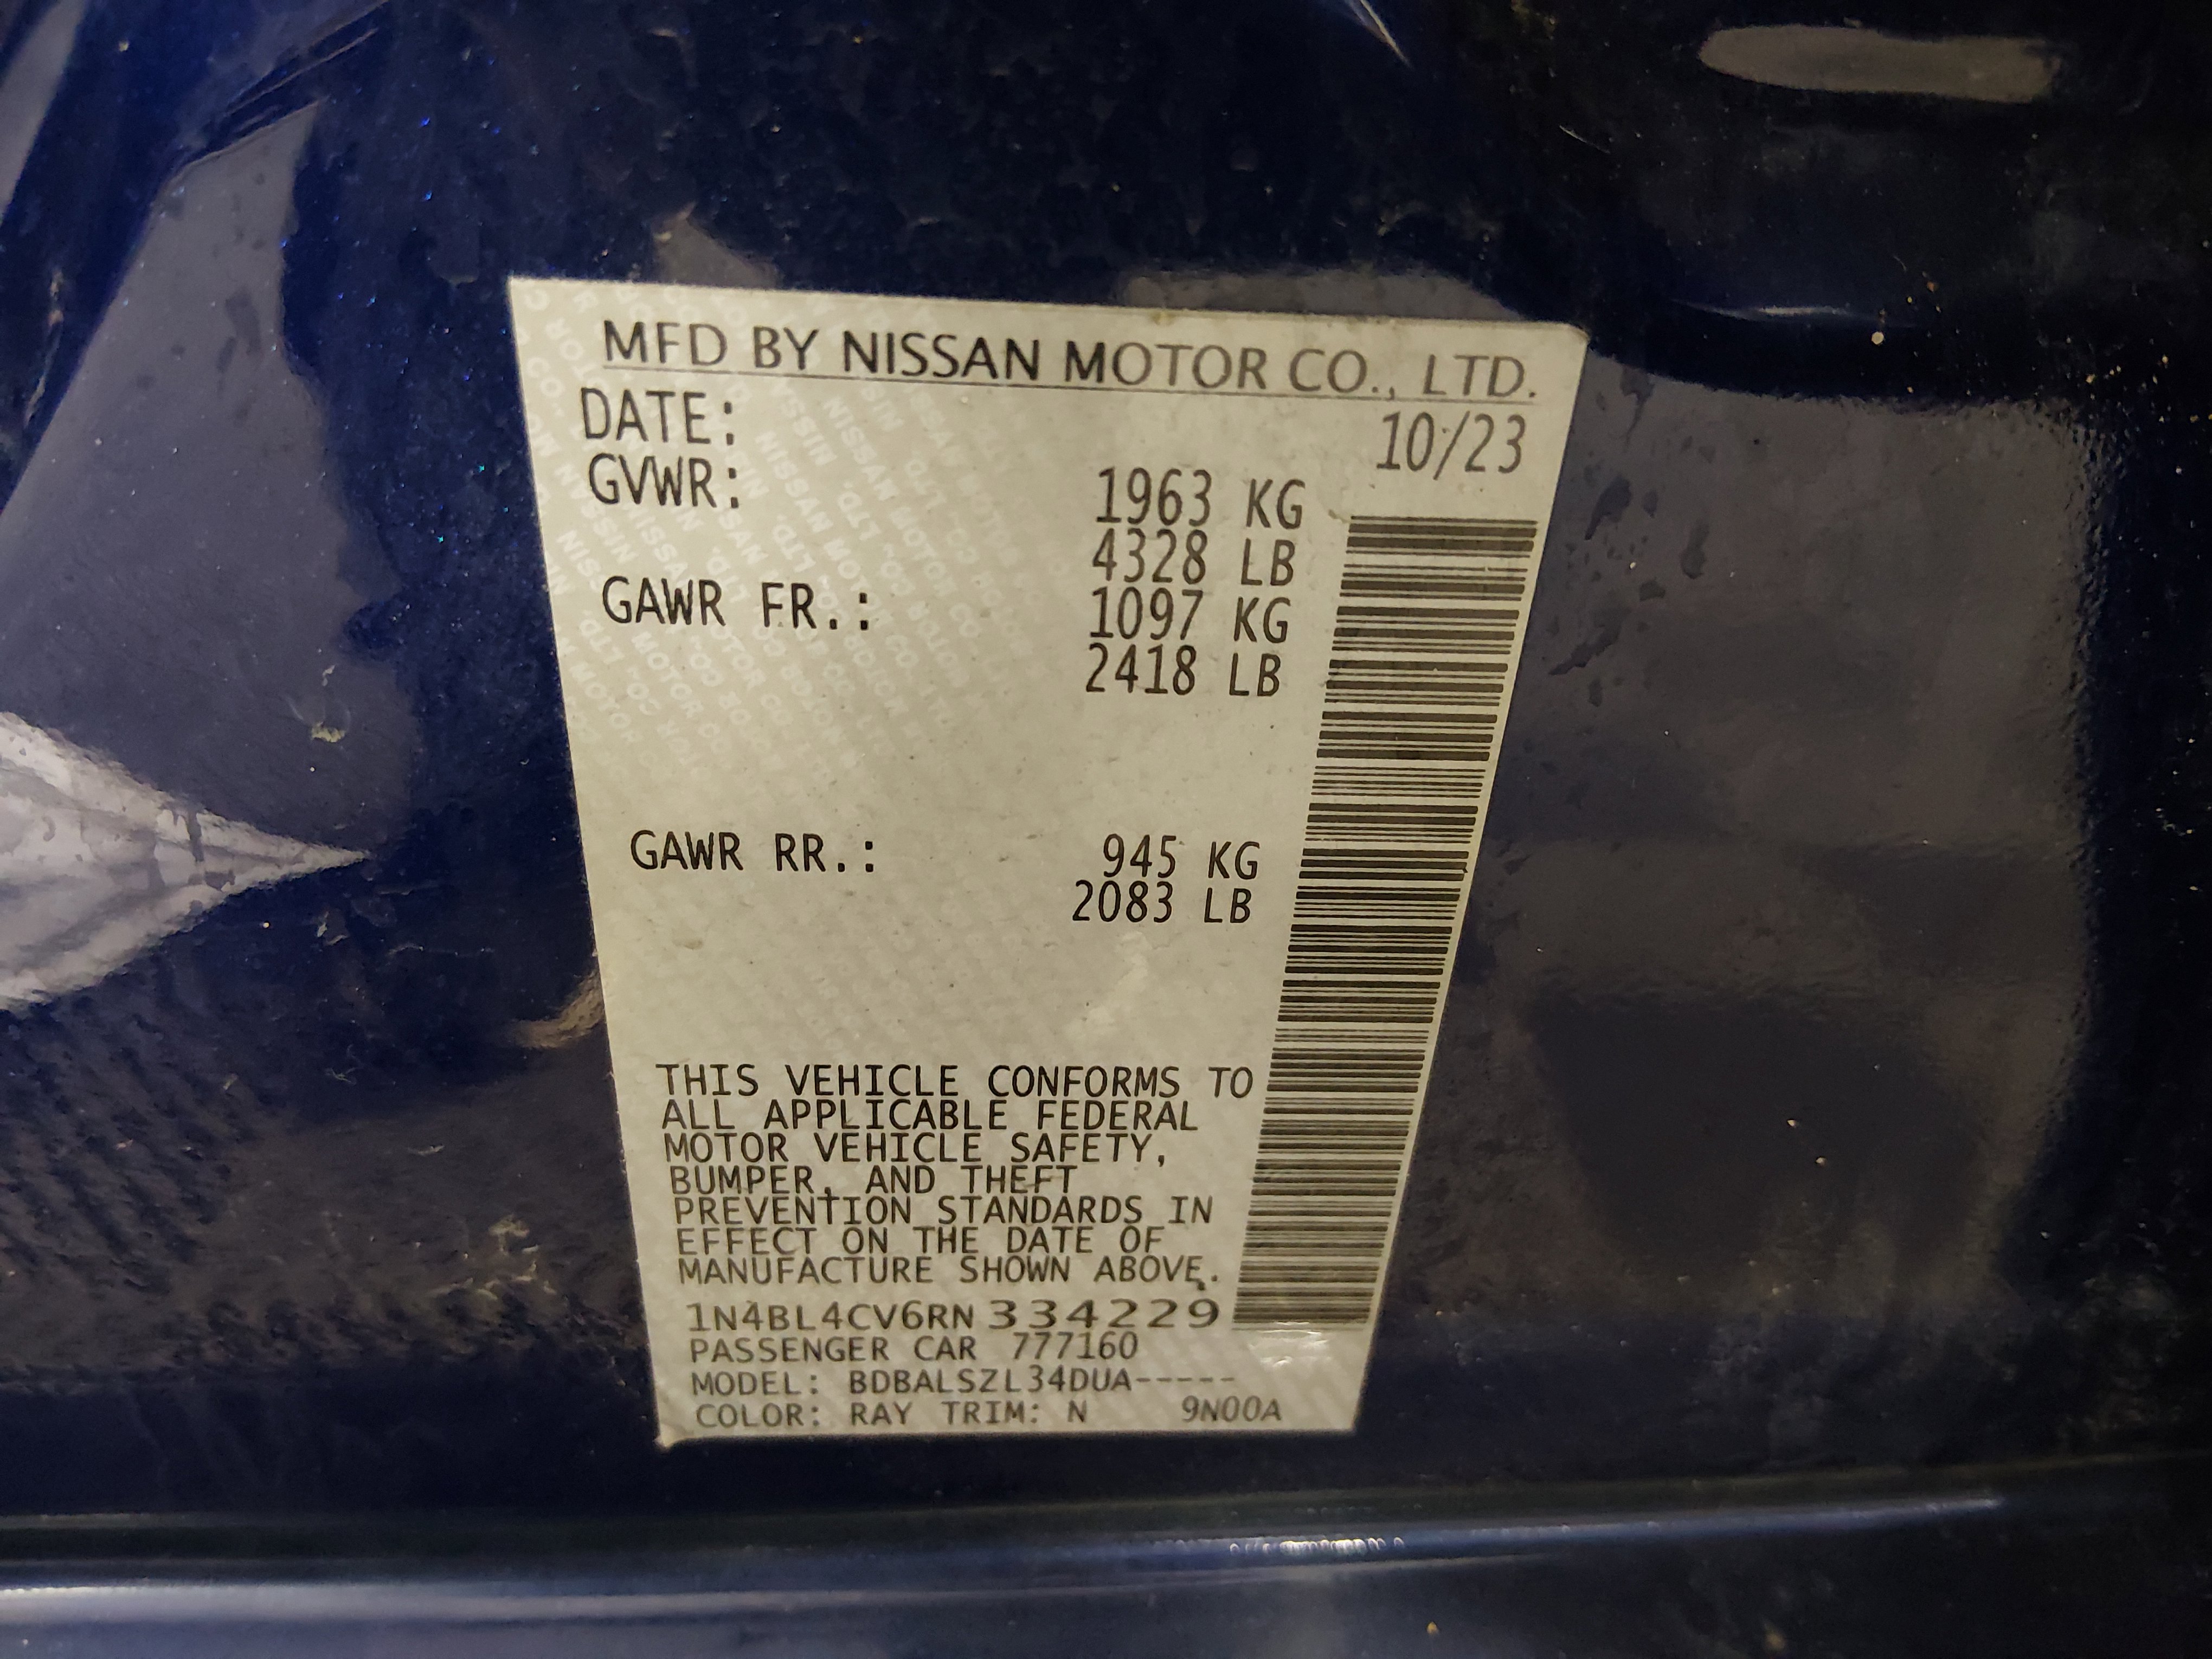 MFD BY NISSAN MOTOR CO., LTD.
DATE: 10/23
GVWR: 1963 KG
4328 LB
GAWR FR.: 1097 KG
2418 LB
GAWR RR.: 945 KG
2083 LB
THIS VEHICLE CONFORMS TO
ALL APPLICABLE FEDERAL
MOTOR VEHICLE SAFETY,
BUMPER, AND THEFT
PREVENTION STANDARDS IN
EFFECT ON THE DATE OF
MANUFACTURE SHOWN ABOVE.
1N4BL4CV6RN334229
PASSENGER CAR 777160
MODEL: BDBALSZL34DUA-----
COLOR: RAY TRIM: N 9N00A